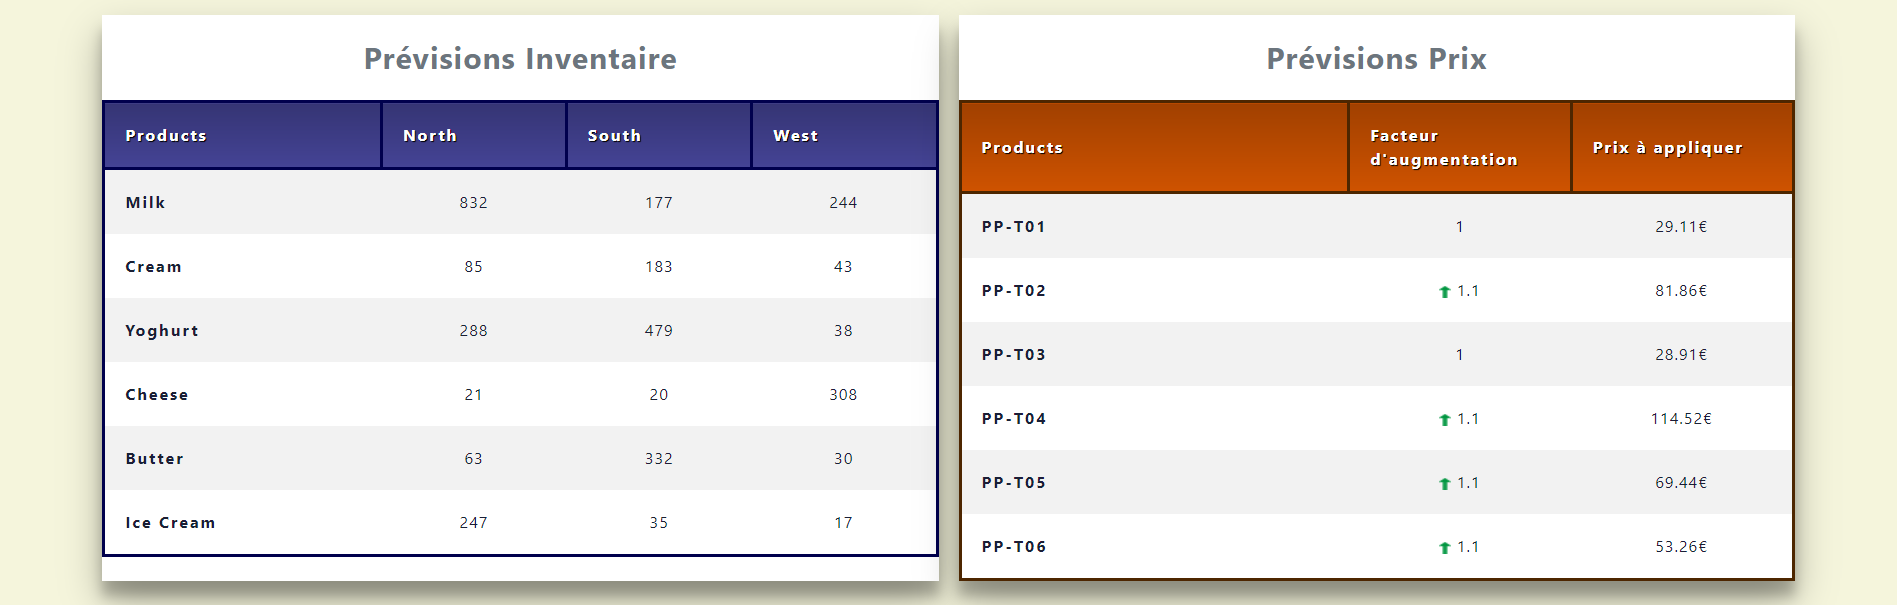 Prévisions Inventaire
Products North South West
Milk 832 177 244
Cream 85 183 43
Yoghurt 288 479 38
Cheese 21 20 308
Butter 63 332 30
Ice Cream 247 35 17
Prévisions Prix
Products Facteur d'augmentation Prix à appliquer
PP-T01 1 29.11€
PP-T02 1.1 81.86€
PP-T03 1 28.91€
PP-T04 1.1 114.52€
PP-T05 1.1 69.44€
PP-T06 1.1 53.26€